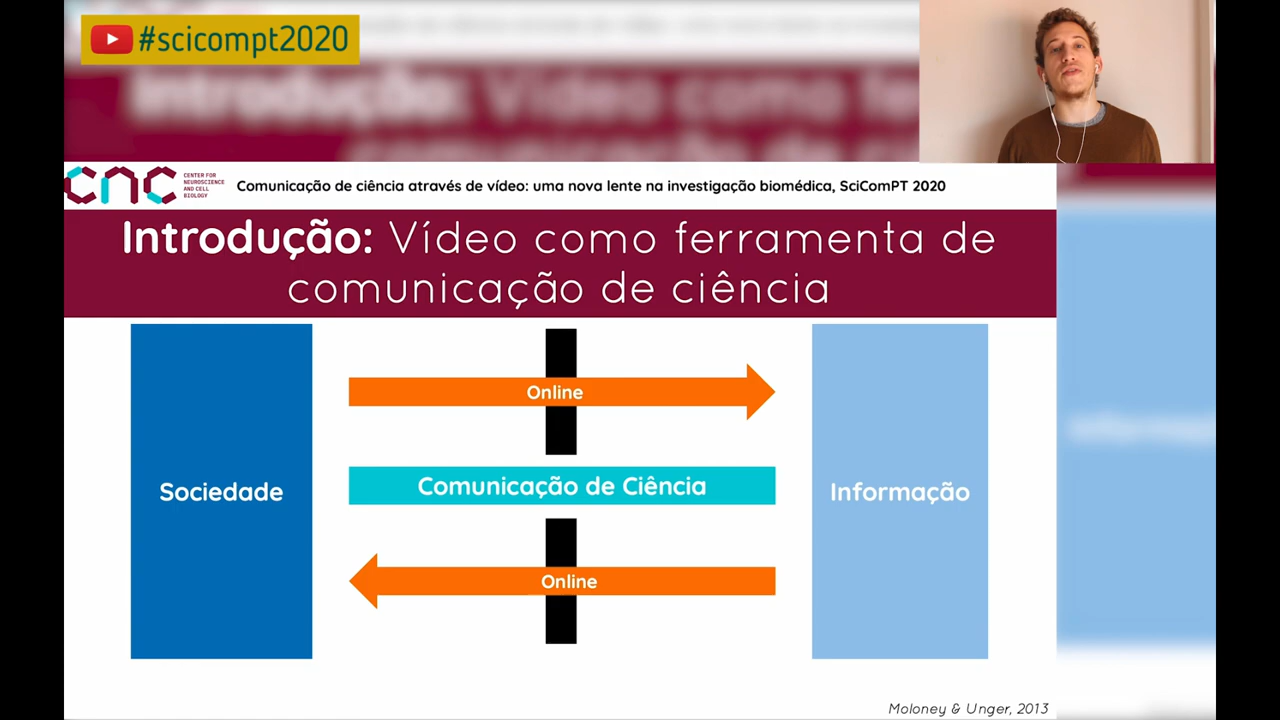 #scicompt2020
cnc
CENTER FOR
NEUROSCIENCE
AND CELL
BIOLOGY
Comunicação de ciência através de vídeo: uma nova lente na investigação biomédica, SciComPT 2020
Introdução: Vídeo como ferramenta de
comunicação de ciência
Online
Sociedade
Comunicação de Ciência
Informação
Online
Moloney & Unger, 2013